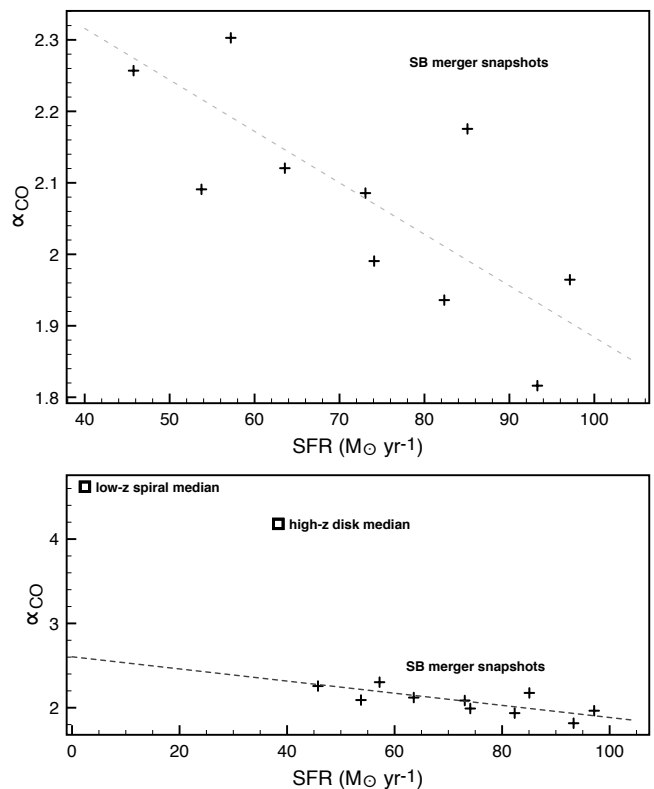 2.3
SB merger snapshots
2.2
2.1
αCO
2
1.9
1.8
40 50 60 70 80 90 100
SFR (M⊙ yr-1)
low-z spiral median
high-z disk median
4
αCO
3
SB merger snapshots
2
0 20 40 60 80 100
SFR (M⊙ yr-1)